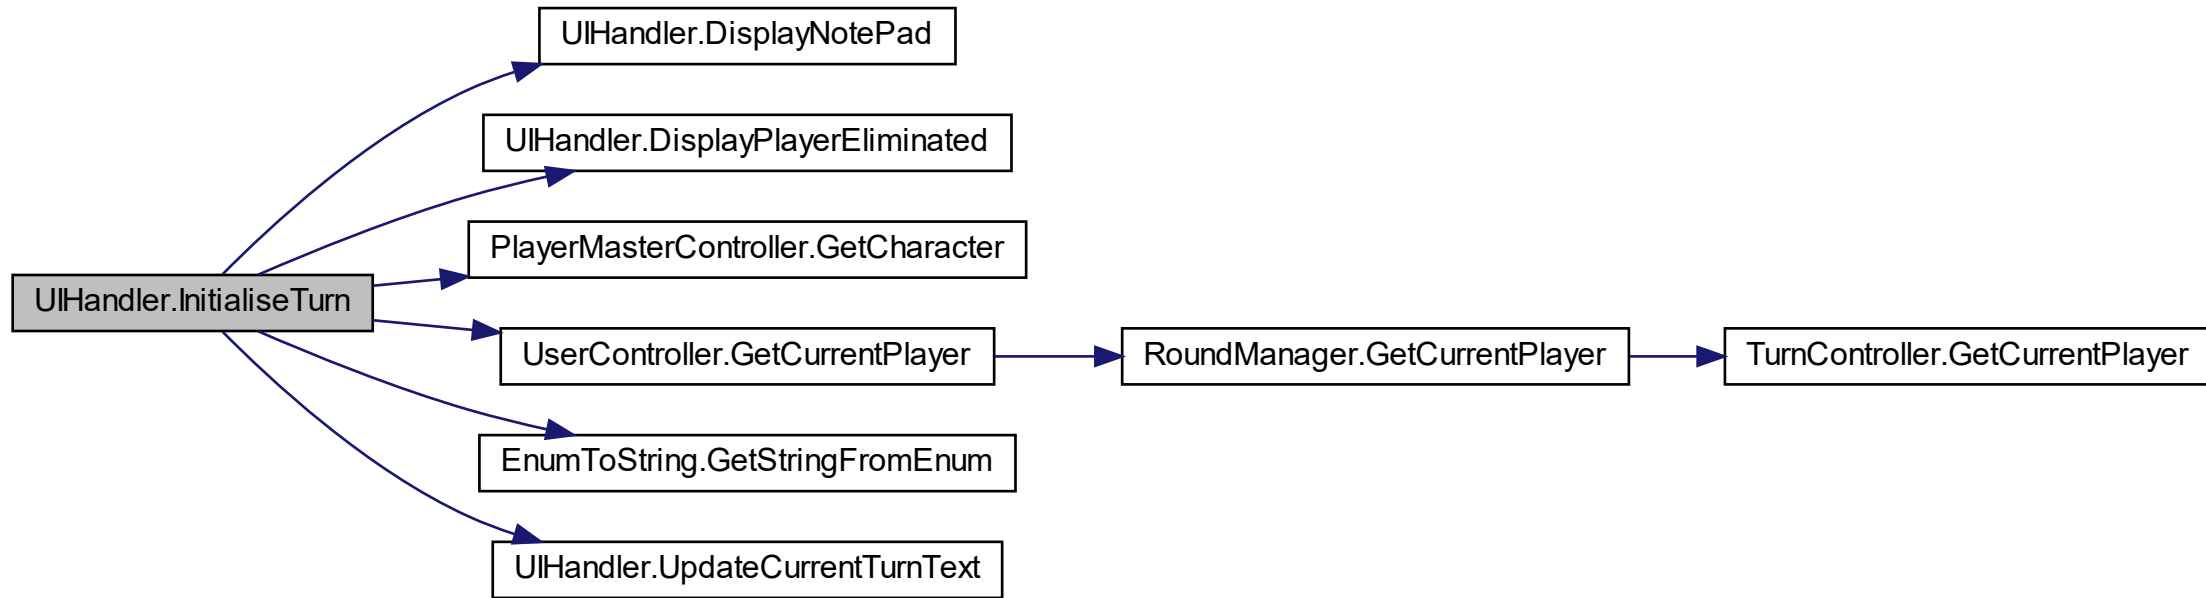 UIHandler.DisplayNotePad
UIHandler.DisplayPlayerEliminated
PlayerMasterController.GetCharacter
UIHandler.InitialiseTurn
UserController.GetCurrentPlayer
RoundManager.GetCurrentPlayer
TurnController.GetCurrentPlayer
EnumToString.GetStringFromEnum
UIHandler.UpdateCurrentTurnText